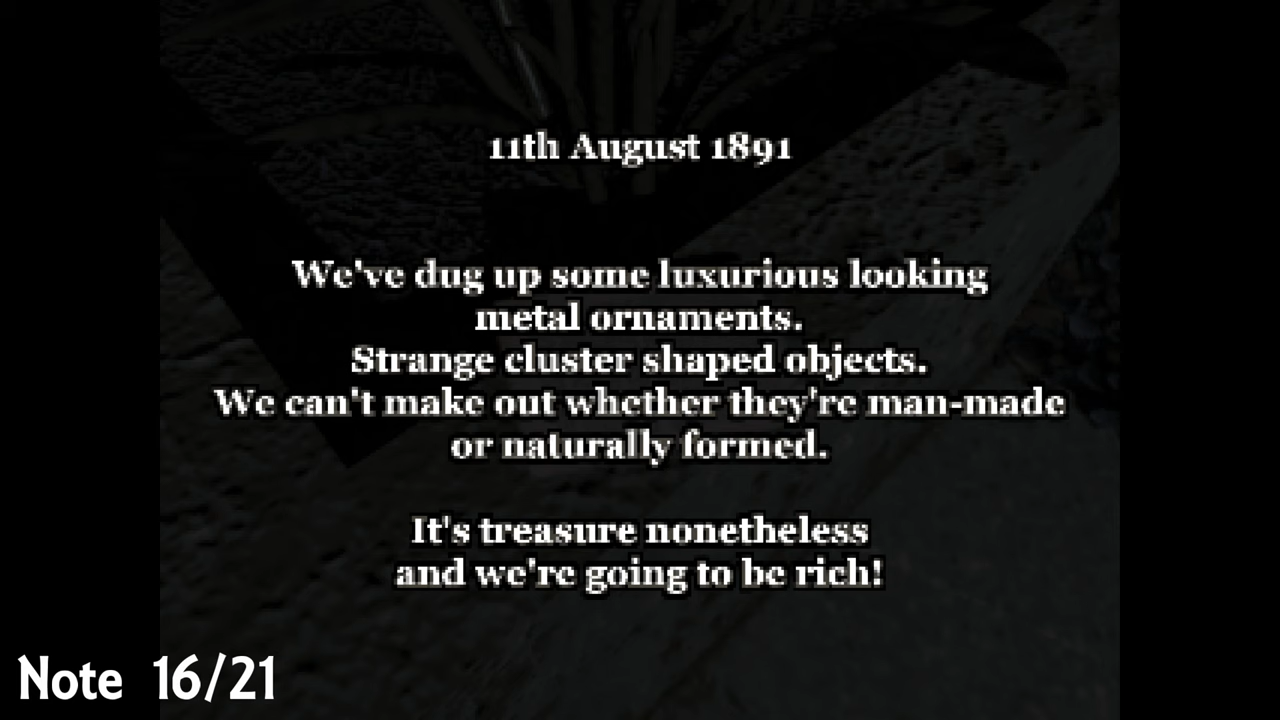 11th August 1891
We've dug up some luxurious looking
metal ornaments.
Strange cluster shaped objects.
We can't make out whether they're man-made
or naturally formed.
It's treasure nonetheless
and we're going to be rich!
Note 16/21